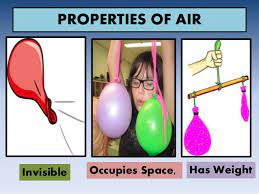 PROPERTIES OF AIR
Invisible
Occupies Space,
Has Weight